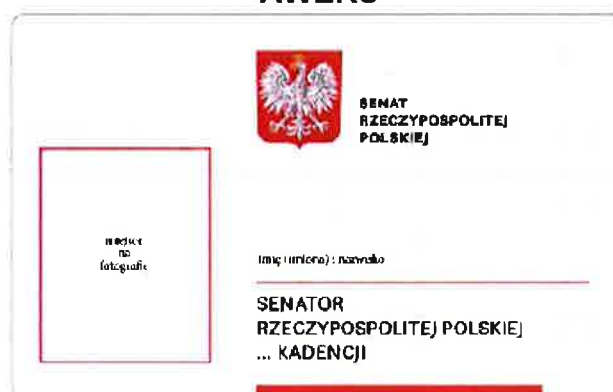 AWERS
SENAT
RZECZYPOSPOLITEJ
POLSKIEJ
miejsce
na
fotografię
imię (imiona) i nazwisko
SENATOR
RZECZYPOSPOLITEJ POLSKIEJ
... KADENCJI